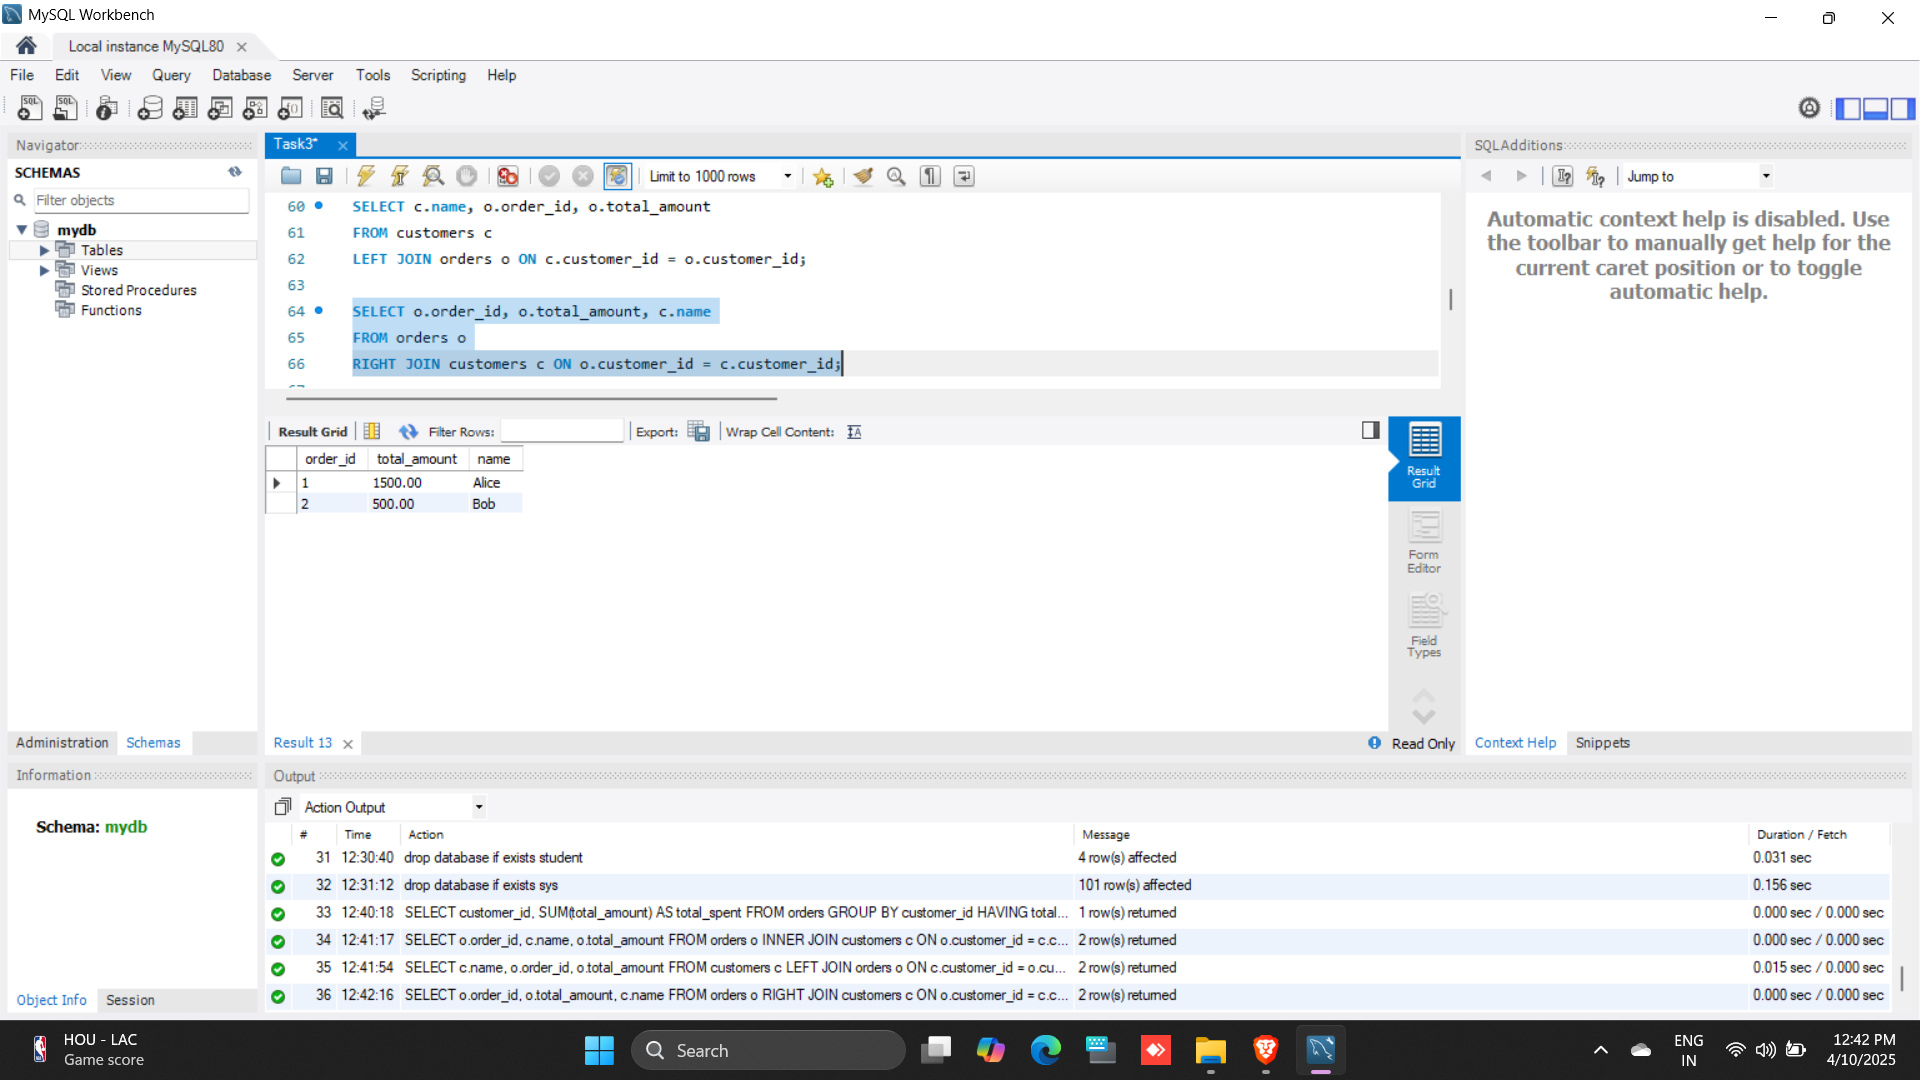 MySQL Workbench
Local instance MySQL80
File Edit View Query Database Server Tools Scripting Help
Navigator
SCHEMAS
Filter objects
mydb
Tables
Views
Stored Procedures
Functions
Administration Schemas
Information
Schema: mydb
Object Info Session
Task3*
Limit to 1000 rows
60 SELECT c.name, o.order_id, o.total_amount
61 FROM customers c
62 LEFT JOIN orders o ON c.customer_id = o.customer_id;
63
64 SELECT o.order_id, o.total_amount, c.name
65 FROM orders o
66 RIGHT JOIN customers c ON o.customer_id = c.customer_id;
Result Grid Filter Rows: Export: Wrap Cell Content:
order_id total_amount name
1 1500.00 Alice
2 500.00 Bob
Result Grid
Form Editor
Field Types
Result 13
Read Only
SQLAdditions
Jump to
Automatic context help is disabled. Use
the toolbar to manually get help for the
current caret position or to toggle
automatic help.
Context Help Snippets
Output
Action Output
# Time Action Message Duration / Fetch
31 12:30:40 drop database if exists student 4 row(s) affected 0.031 sec
32 12:31:12 drop database if exists sys 101 row(s) affected 0.156 sec
33 12:40:18 SELECT customer_id, SUM(total_amount) AS total_spent FROM orders GROUP BY customer_id HAVING total... 1 row(s) returned 0.000 sec / 0.000 sec
34 12:41:17 SELECT o.order_id, c.name, o.total_amount FROM orders o INNER JOIN customers c ON o.customer_id = c.c... 2 row(s) returned 0.000 sec / 0.000 sec
35 12:41:54 SELECT c.name, o.order_id, o.total_amount FROM customers c LEFT JOIN orders o ON c.customer_id = o.cu... 2 row(s) returned 0.015 sec / 0.000 sec
36 12:42:16 SELECT o.order_id, o.total_amount, c.name FROM orders o RIGHT JOIN customers c ON o.customer_id = c.c... 2 row(s) returned 0.000 sec / 0.000 sec
HOU - LAC
Game score
Search
ENG
IN
12:42 PM
4/10/2025